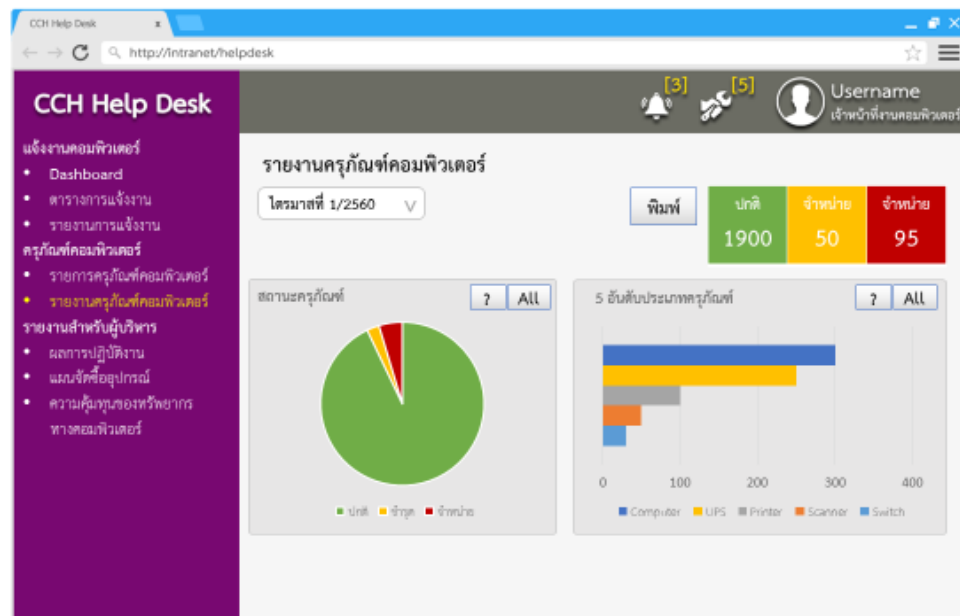 CCH Help Desk x
http://intranet/helpdesk
CCH Help Desk
[3] [5] Username
เจ้าหน้าที่งานคอมพิวเตอร์
แจ้งงานคอมพิวเตอร์
• Dashboard
• ตารางการแจ้งงาน
• รายงานการแจ้งงาน
ครุภัณฑ์คอมพิวเตอร์
• รายการครุภัณฑ์คอมพิวเตอร์
• รายงานครุภัณฑ์คอมพิวเตอร์
รายงานสำหรับผู้บริหาร
• ผลการปฏิบัติงาน
• แผนจัดซื้ออุปกรณ์
• ความคุ้มทุนของทรัพยากร
ทางคอมพิวเตอร์
รายงานครุภัณฑ์คอมพิวเตอร์
ไตรมาสที่ 1/2560
พิมพ์
ปกติ จำหน่าย จำหน่าย
1900 50 95
สถานะครุภัณฑ์ ? All
ปกติ ชำรุด จำหน่าย
5 อันดับประเภทครุภัณฑ์ ? All
0 100 200 300 400
Computer UPS Printer Scanner Switch